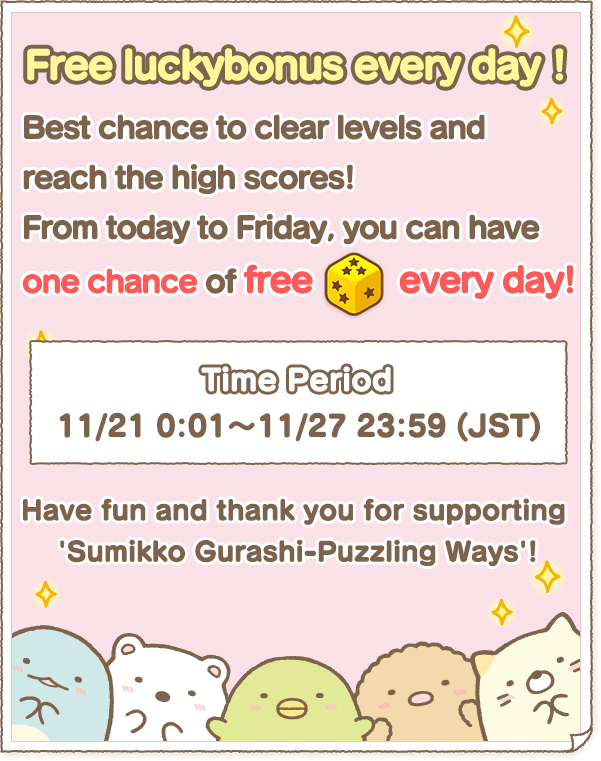 Free luckybonus every day !
Best chance to clear levels and
reach the high scores!
From today to Friday, you can have
one chance of free every day!
Time Period
11/21 0:01～11/27 23:59 (JST)
Have fun and thank you for supporting
'Sumikko Gurashi-Puzzling Ways'!